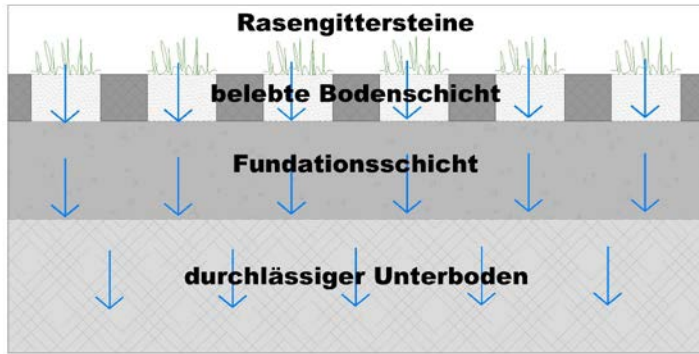 Rasengittersteine
belebte Bodenschicht
Fundationsschicht
durchlässiger Unterboden